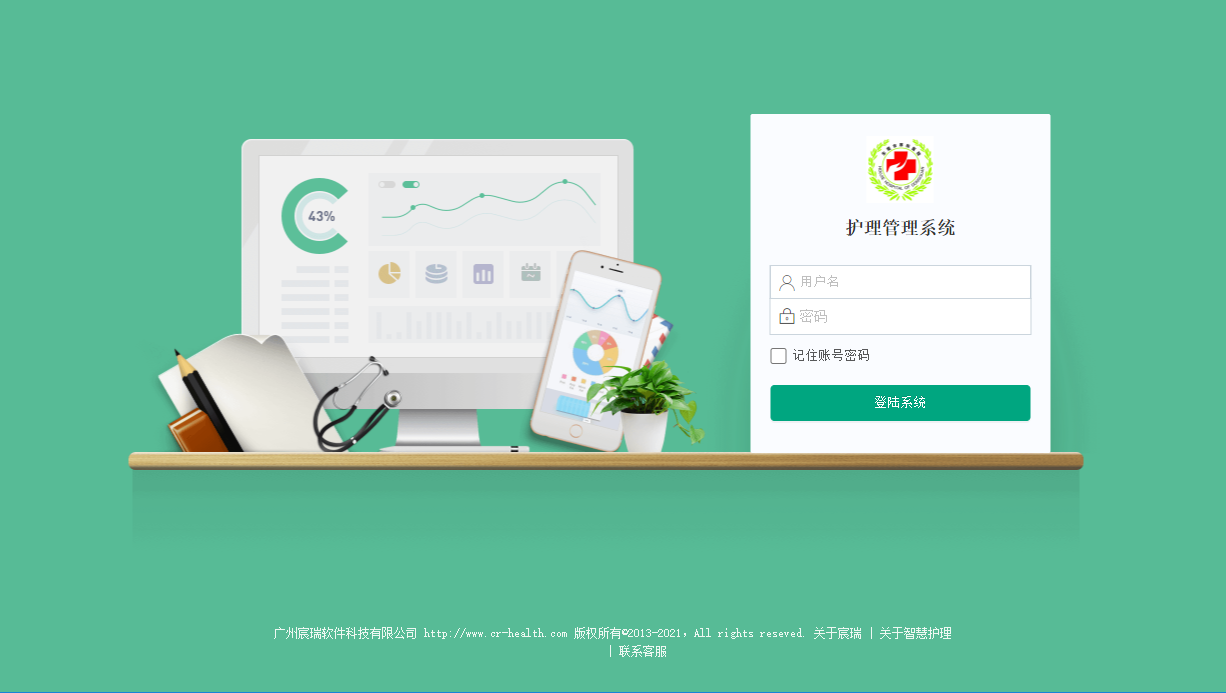 43%
护理管理系统
用户名
密码
记住账号密码
登陆系统
广州宸瑞软件科技有限公司 http://www.cr-health.com 版权所有©2013-2021，All rights reseved. 关于宸瑞 | 关于智慧护理
| 联系客服